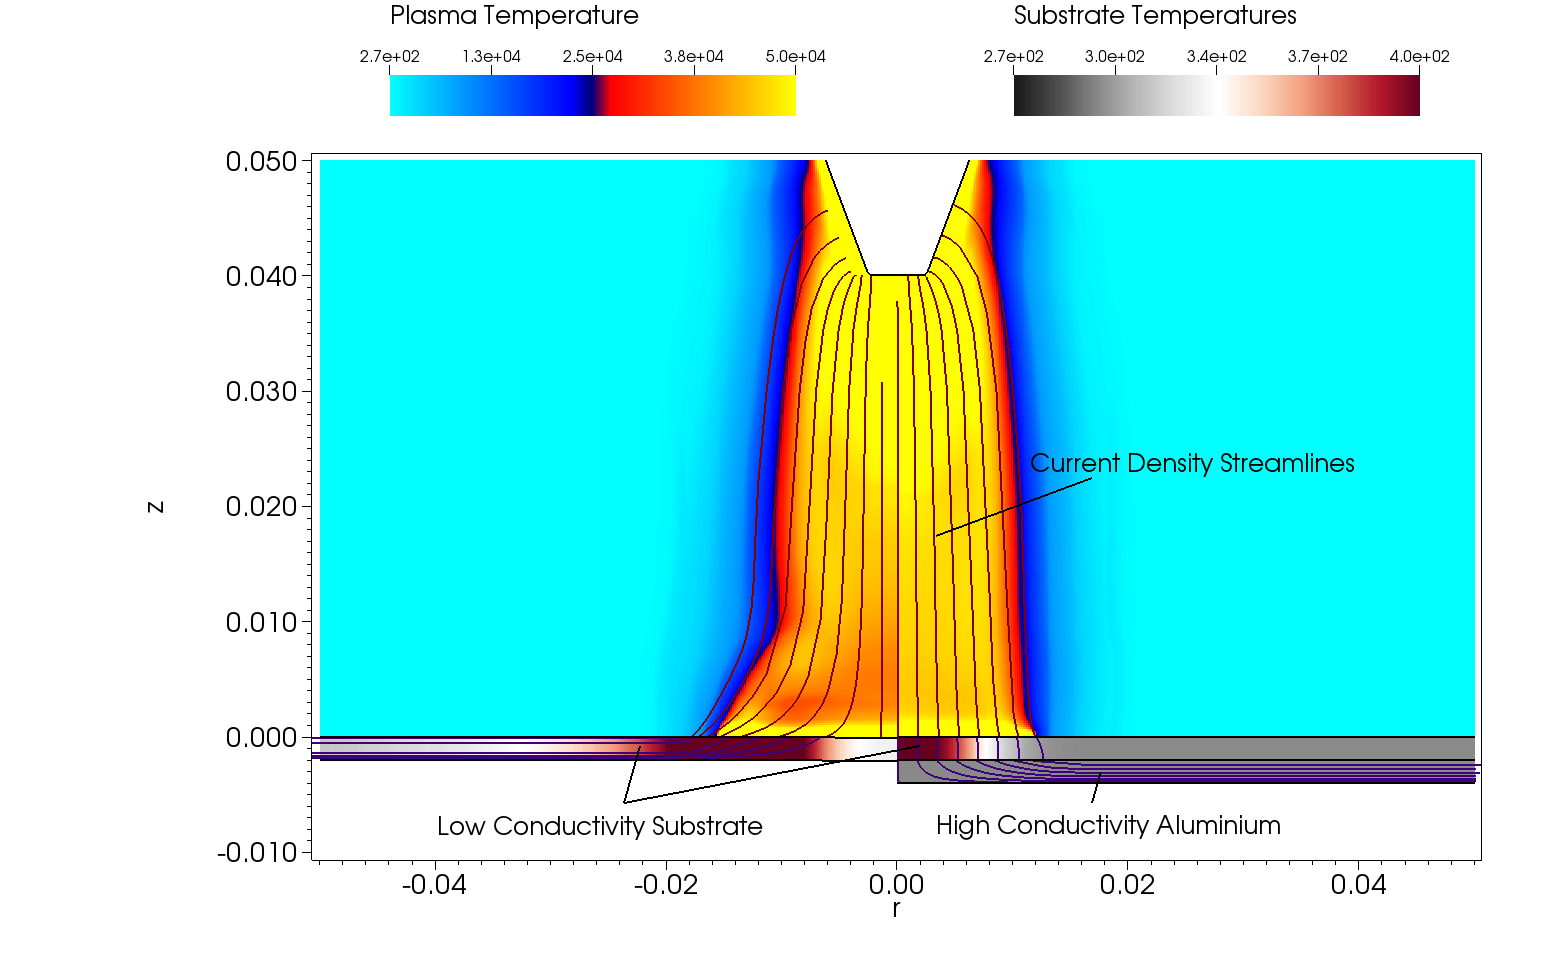 Plasma Temperature
Substrate Temperatures
2.7e+02 1.3e+04 2.5e+04 3.8e+04 5.0e+04
2.7e+02 3.0e+02 3.4e+02 3.7e+02 4.0e+02
0.050
0.040
0.030
Current Density Streamlines
z
0.020
0.010
0.000
Low Conductivity Substrate
High Conductivity Aluminium
-0.010
-0.04 -0.02 0.00 0.02 0.04
r